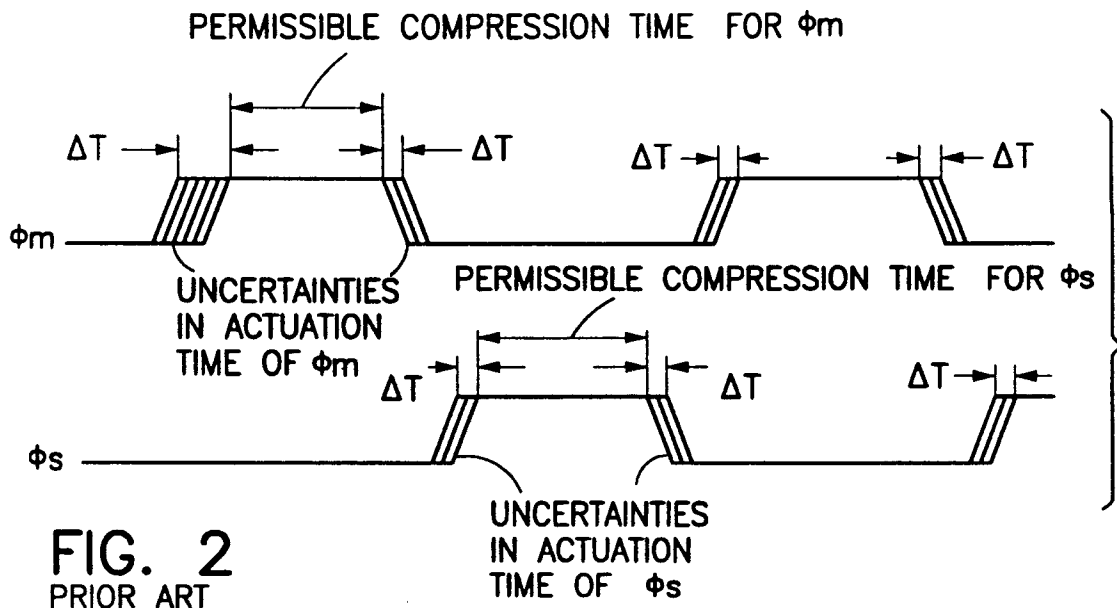 PERMISSIBLE COMPRESSION TIME FOR ϕm
ΔT ΔT ΔT ΔT
ϕm
UNCERTAINTIES
IN ACTUATION
TIME OF ϕm
PERMISSIBLE COMPRESSION TIME FOR ϕs
ΔT ΔT ΔT
ϕs
UNCERTAINTIES
IN ACTUATION
TIME OF ϕs
FIG. 2
PRIOR ART